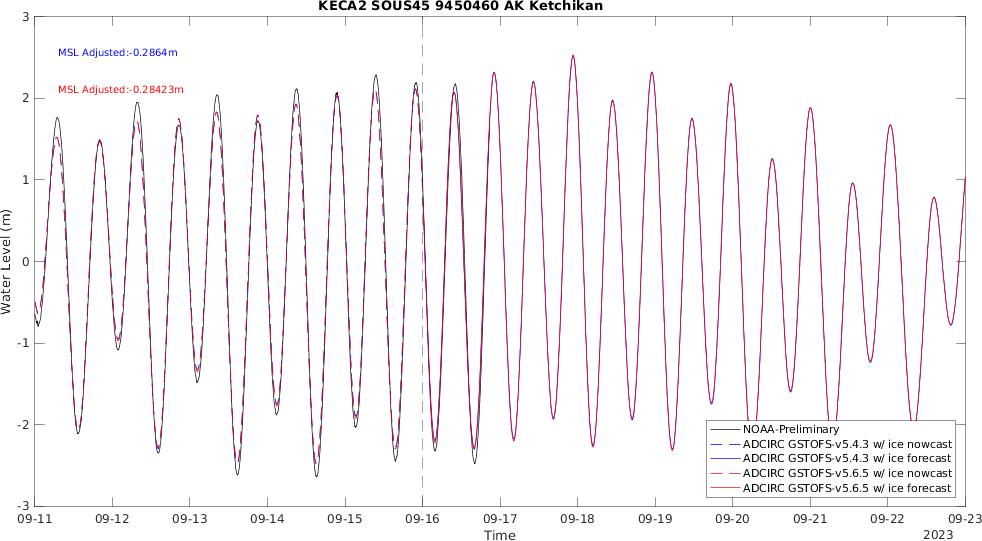 KECA2 SOUS45 9450460 AK Ketchikan
MSL Adjusted:-0.2864m
MSL Adjusted:-0.28423m
Water Level (m)
3
2
1
0
-1
-2
-3
NOAA-Preliminary
ADCIRC GSTOFS-v5.4.3 w/ ice nowcast
ADCIRC GSTOFS-v5.4.3 w/ ice forecast
ADCIRC GSTOFS-v5.6.5 w/ ice nowcast
ADCIRC GSTOFS-v5.6.5 w/ ice forecast
09-11 09-12 09-13 09-14 09-15 09-16 09-17 09-18 09-19 09-20 09-21 09-22 09-23
Time
2023